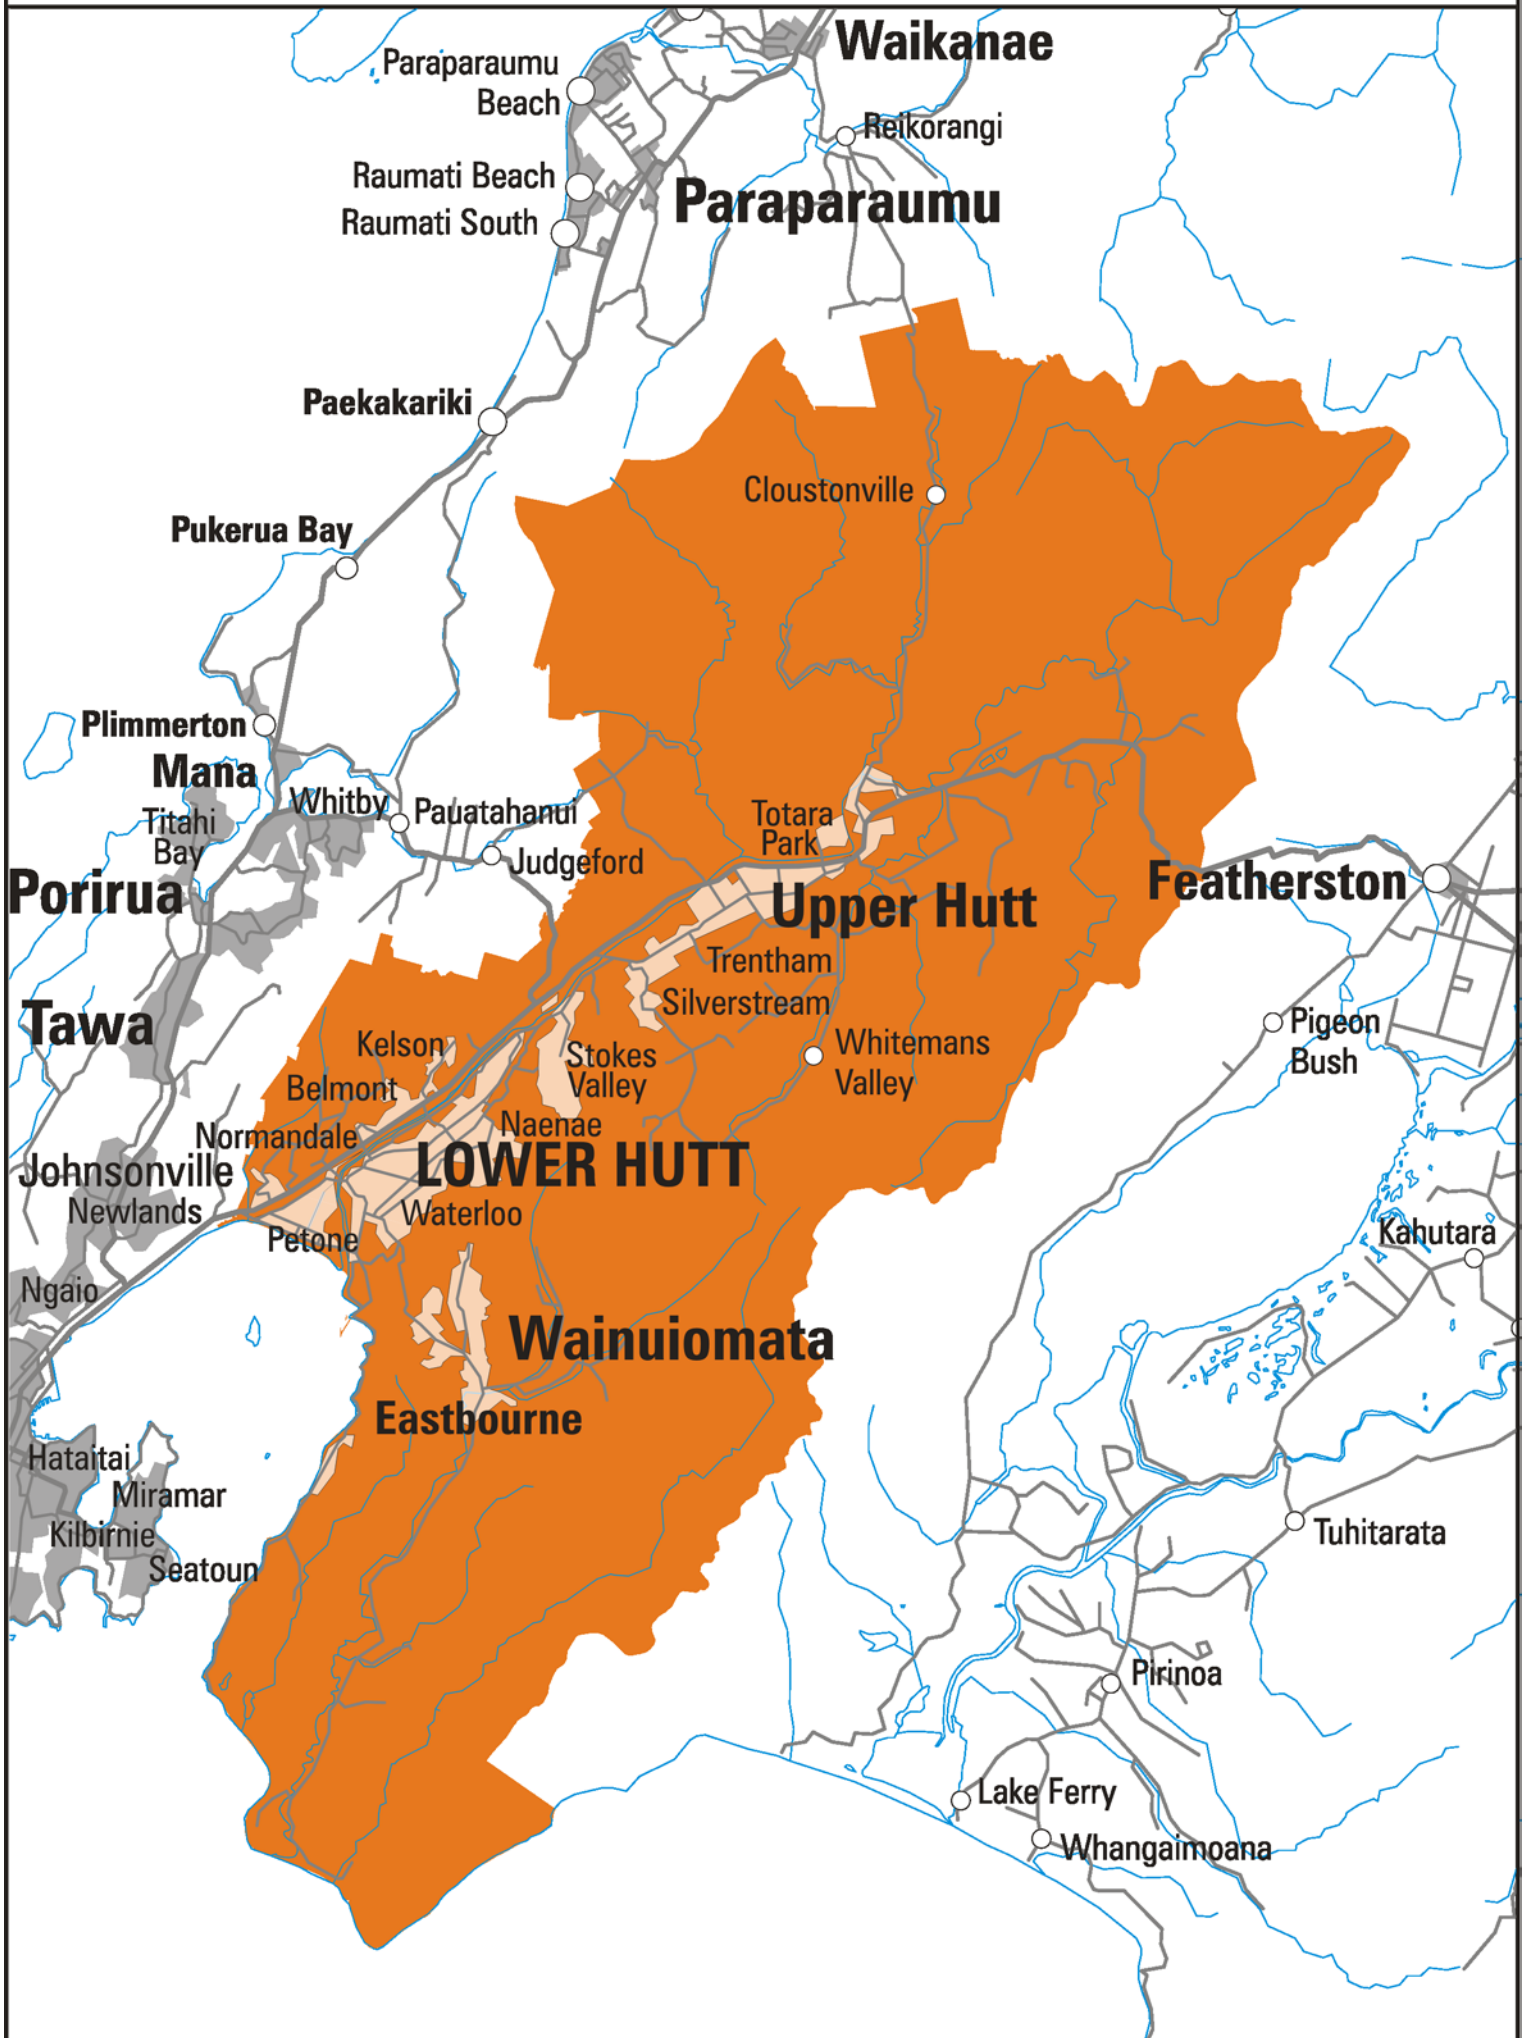 Waikanae
Paraparaumu
Beach
Reikorangi
Raumati Beach
Paraparaumu
Raumati South
Paekakariki
Cloustonville
Pukerua Bay
Plimmerton
Mana
Whitby
Pauatahanui
Titahi
Bay
Totara
Park
Judgeford
Porirua
Featherston
Upper Hutt
Trentham
Silverstream
Tawa
Pigeon
Bush
Kelson
Stokes
Valley
Whitemans
Valley
Belmont
Naenae
Normandale
Johnsonville
LOWER HUTT
Newlands
Waterloo
Petone
Kahutara
Ngaio
Wainuiomata
Eastbourne
Hataitai
Miramar
Kilbirnie
Seatoun
Tuhitarata
Pirinoa
Lake Ferry
Whangaimoana